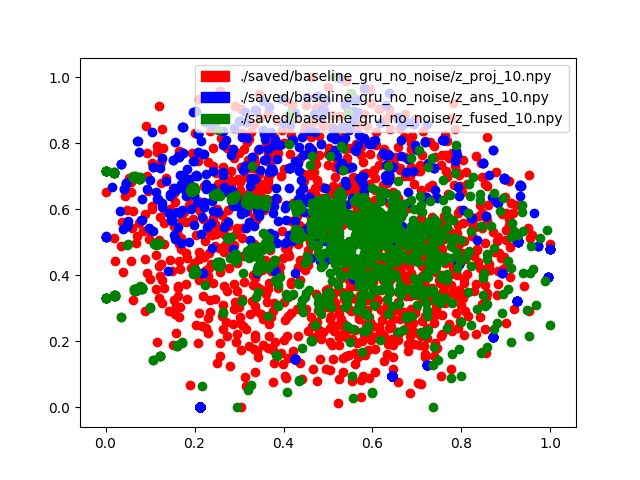 ./saved/baseline_gru_no_noise/z_proj_10.npy
./saved/baseline_gru_no_noise/z_ans_10.npy
./saved/baseline_gru_no_noise/z_fused_10.npy
1.0
0.8
0.6
0.4
0.2
0.0
0.0 0.2 0.4 0.6 0.8 1.0